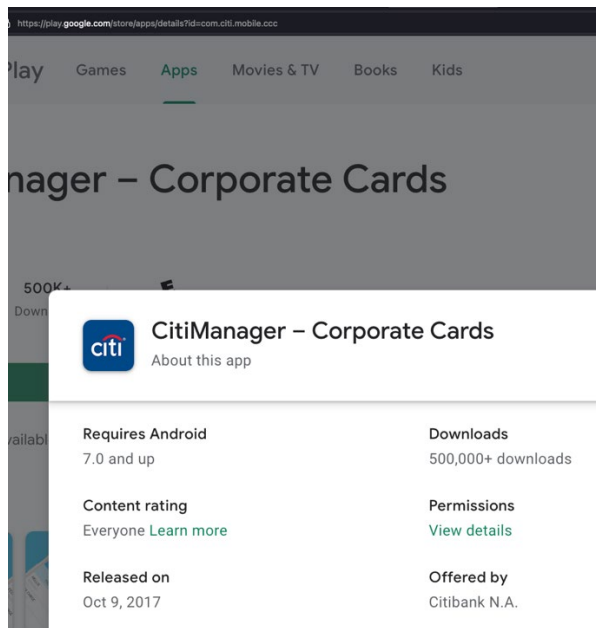 https://play.google.com/store/apps/details?id=com.citi.mobile.ccc
Play Games Apps Movies & TV Books Kids
nager – Corporate Cards
500K+
Down
citi
CitiManager – Corporate Cards
About this app
vailabl
Requires Android
7.0 and up
Downloads
500,000+ downloads
Content rating
Everyone Learn more
Permissions
View details
Released on
Oct 9, 2017
Offered by
Citibank N.A.